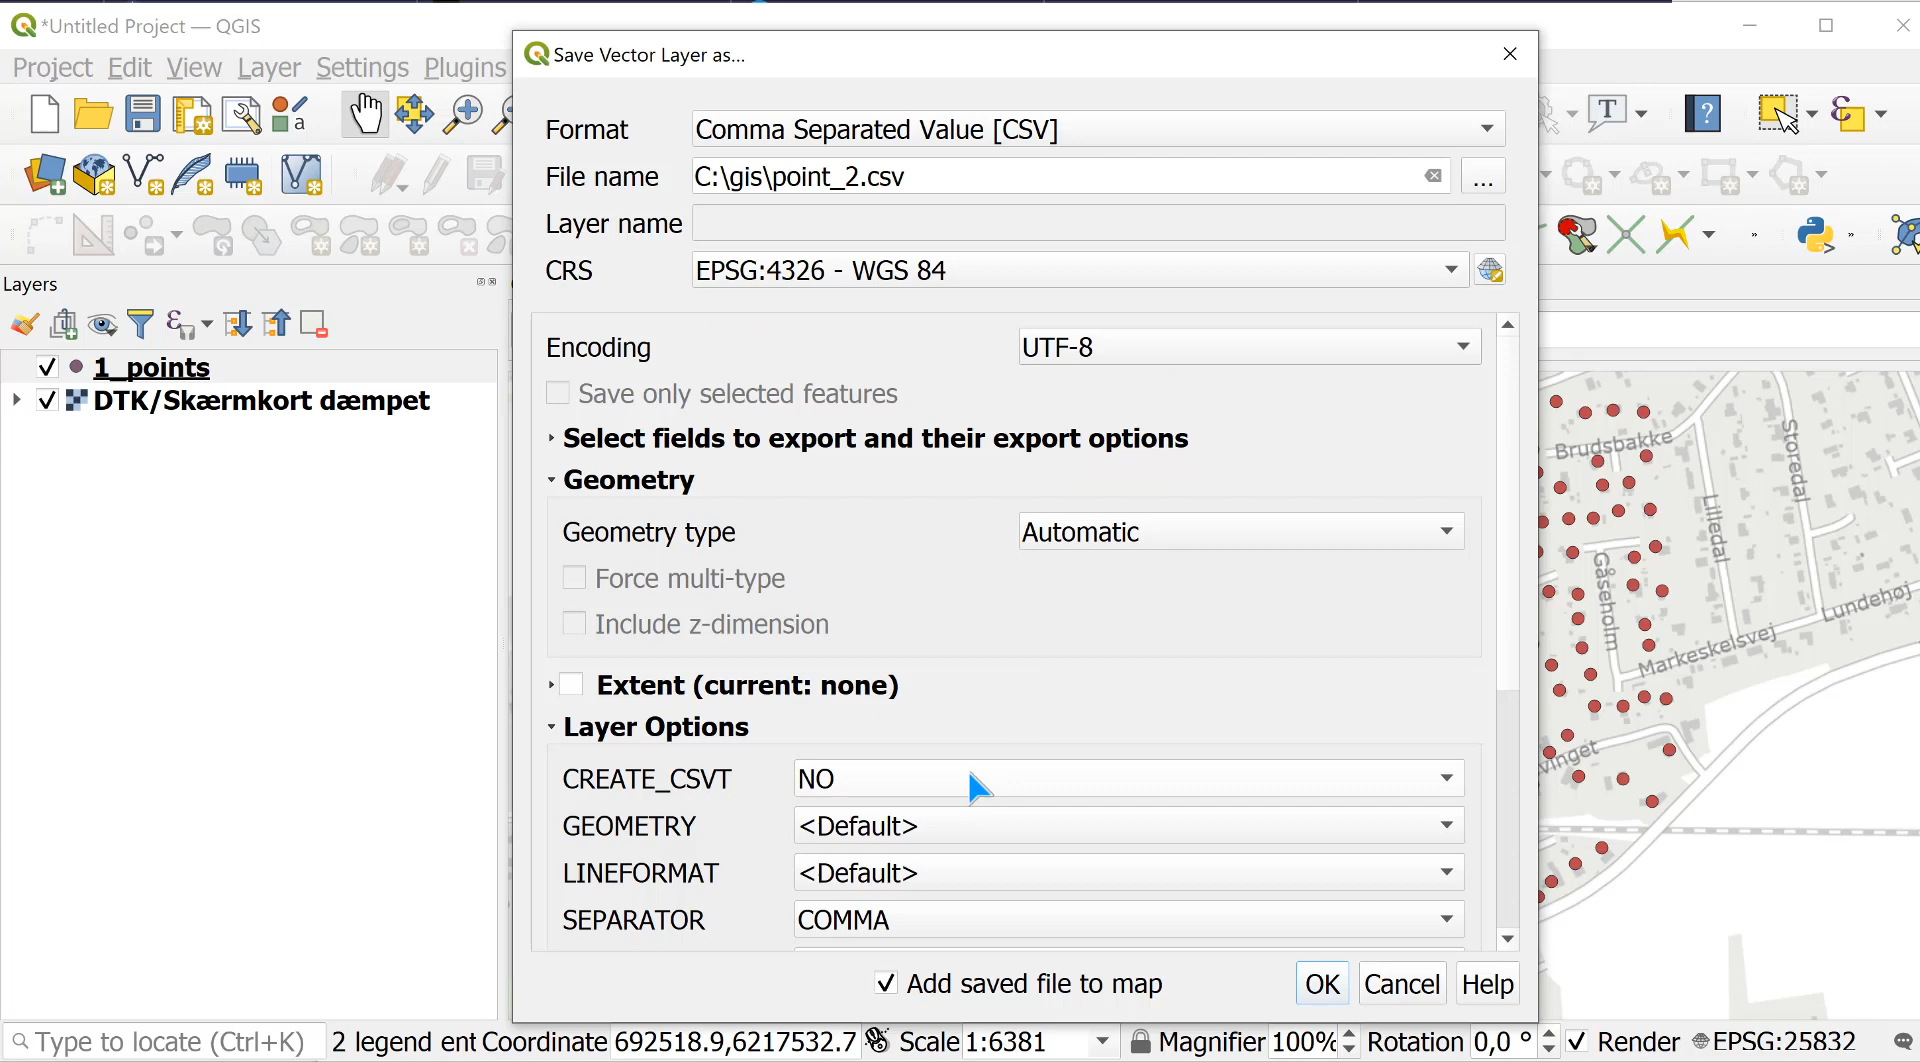 *Untitled Project — QGIS
Project Edit View Layer Settings Plugins
Layers
1_points
DTK/Skærmkort dæmpet
Save Vector Layer as...
Format Comma Separated Value [CSV]
File name C:\gis\point_2.csv ...
Layer name
CRS EPSG:4326 - WGS 84
Encoding UTF-8
Save only selected features
Select fields to export and their export options
Geometry
Geometry type Automatic
Force multi-type
Include z-dimension
Extent (current: none)
Layer Options
CREATE_CSVT NO
GEOMETRY <Default>
LINEFORMAT <Default>
SEPARATOR COMMA
Add saved file to map OK Cancel Help
Brudsbakke
Storedal
Lilledal
Gåseholm
Lundehøj
Markeskelsvej
vinget
Type to locate (Ctrl+K) 2 legend ent Coordinate 692518.9,6217532.7 Scale 1:6381 Magnifier 100% Rotation 0,0 ° Render EPSG:25832